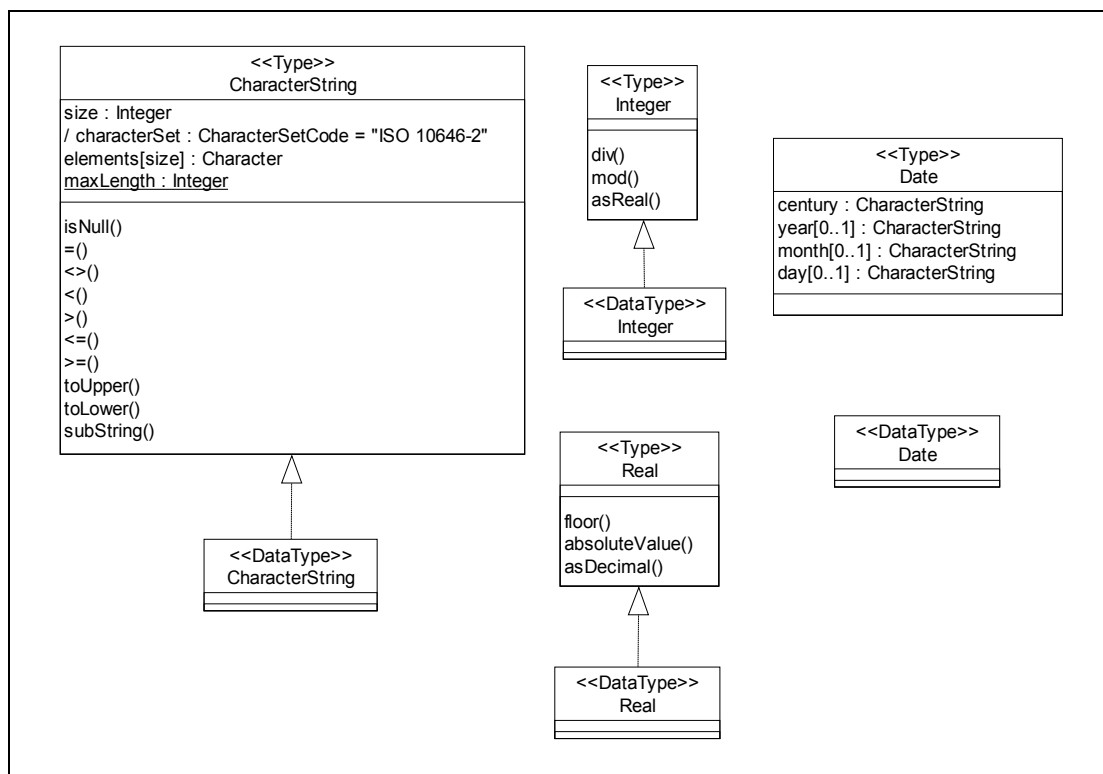 <<Type>>
CharacterString
size : Integer
/ characterSet : CharacterSetCode = "ISO 10646-2"
elements[size] : Character
maxLength : Integer
isNull()
=()
<>()
<()
>()
<=()
>=()
toUpper()
toLower()
subString()
<<DataType>>
CharacterString
<<Type>>
Integer
div()
mod()
asReal()
<<DataType>>
Integer
<<Type>>
Real
floor()
absoluteValue()
asDecimal()
<<DataType>>
Real
<<Type>>
Date
century : CharacterString
year[0..1] : CharacterString
month[0..1] : CharacterString
day[0..1] : CharacterString
<<DataType>>
Date